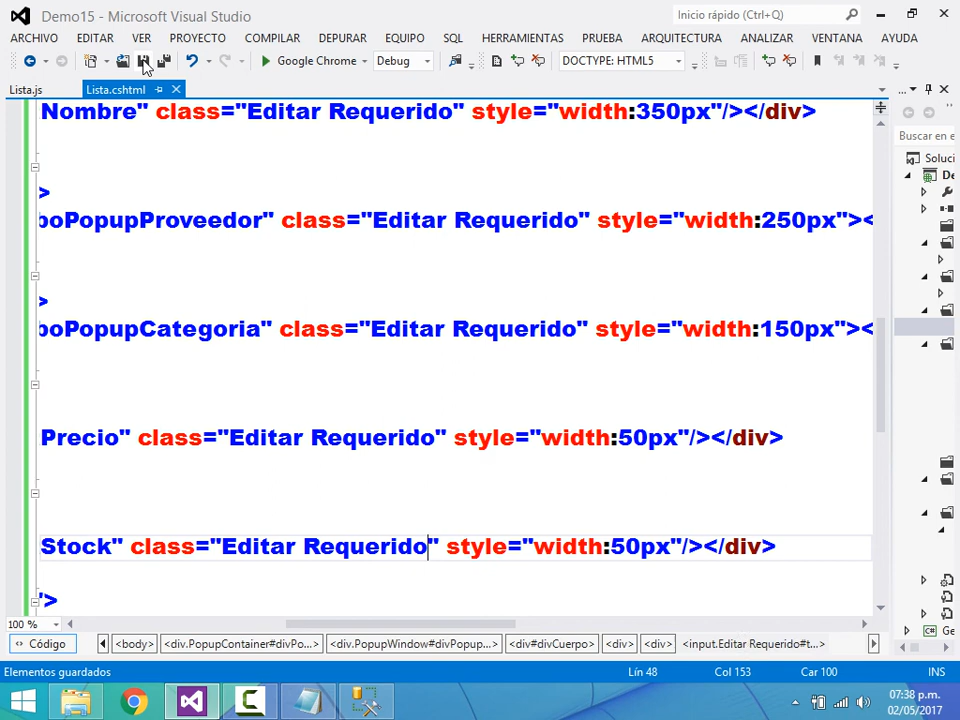 Demo15 - Microsoft Visual Studio
Inicio rápido (Ctrl+Q)
ARCHIVO EDITAR VER PROYECTO COMPILAR DEPURAR EQUIPO SQL HERRAMIENTAS PRUEBA ARQUITECTURA ANALIZAR VENTANA AYUDA
Google Chrome Debug DOCTYPE: HTML5
Lista.js Lista.cshtml
Nombre" class="Editar Requerido" style="width:350px"/></div>
Buscar en e
Soluci
De
>
boPopupProveedor" class="Editar Requerido" style="width:250px"><
>
boPopupCategoria" class="Editar Requerido" style="width:150px"><
Precio" class="Editar Requerido" style="width:50px"/></div>
Stock" class="Editar Requerido" style="width:50px"/></div>
'>
C# Ge
100 %
Código <body> <div.PopupContainer#divPo...> <div.PopupWindow#divPopup...> <div#divCuerpo> <div> <div> <input.Editar Requerido#t...>
Elementos guardados Lín 48 Col 153 Car 100 INS
07:38 p.m.
02/05/2017